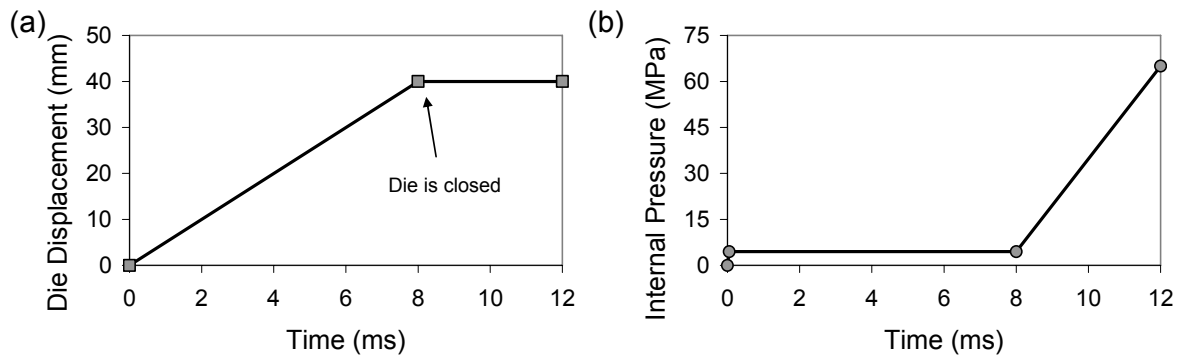 (a)
Die Displacement (mm)
50
40
30
20
10
0
Die is closed
0 2 4 6 8 10 12
Time (ms)
(b)
Internal Pressure (MPa)
75
60
45
30
15
0
0 2 4 6 8 10 12
Time (ms)